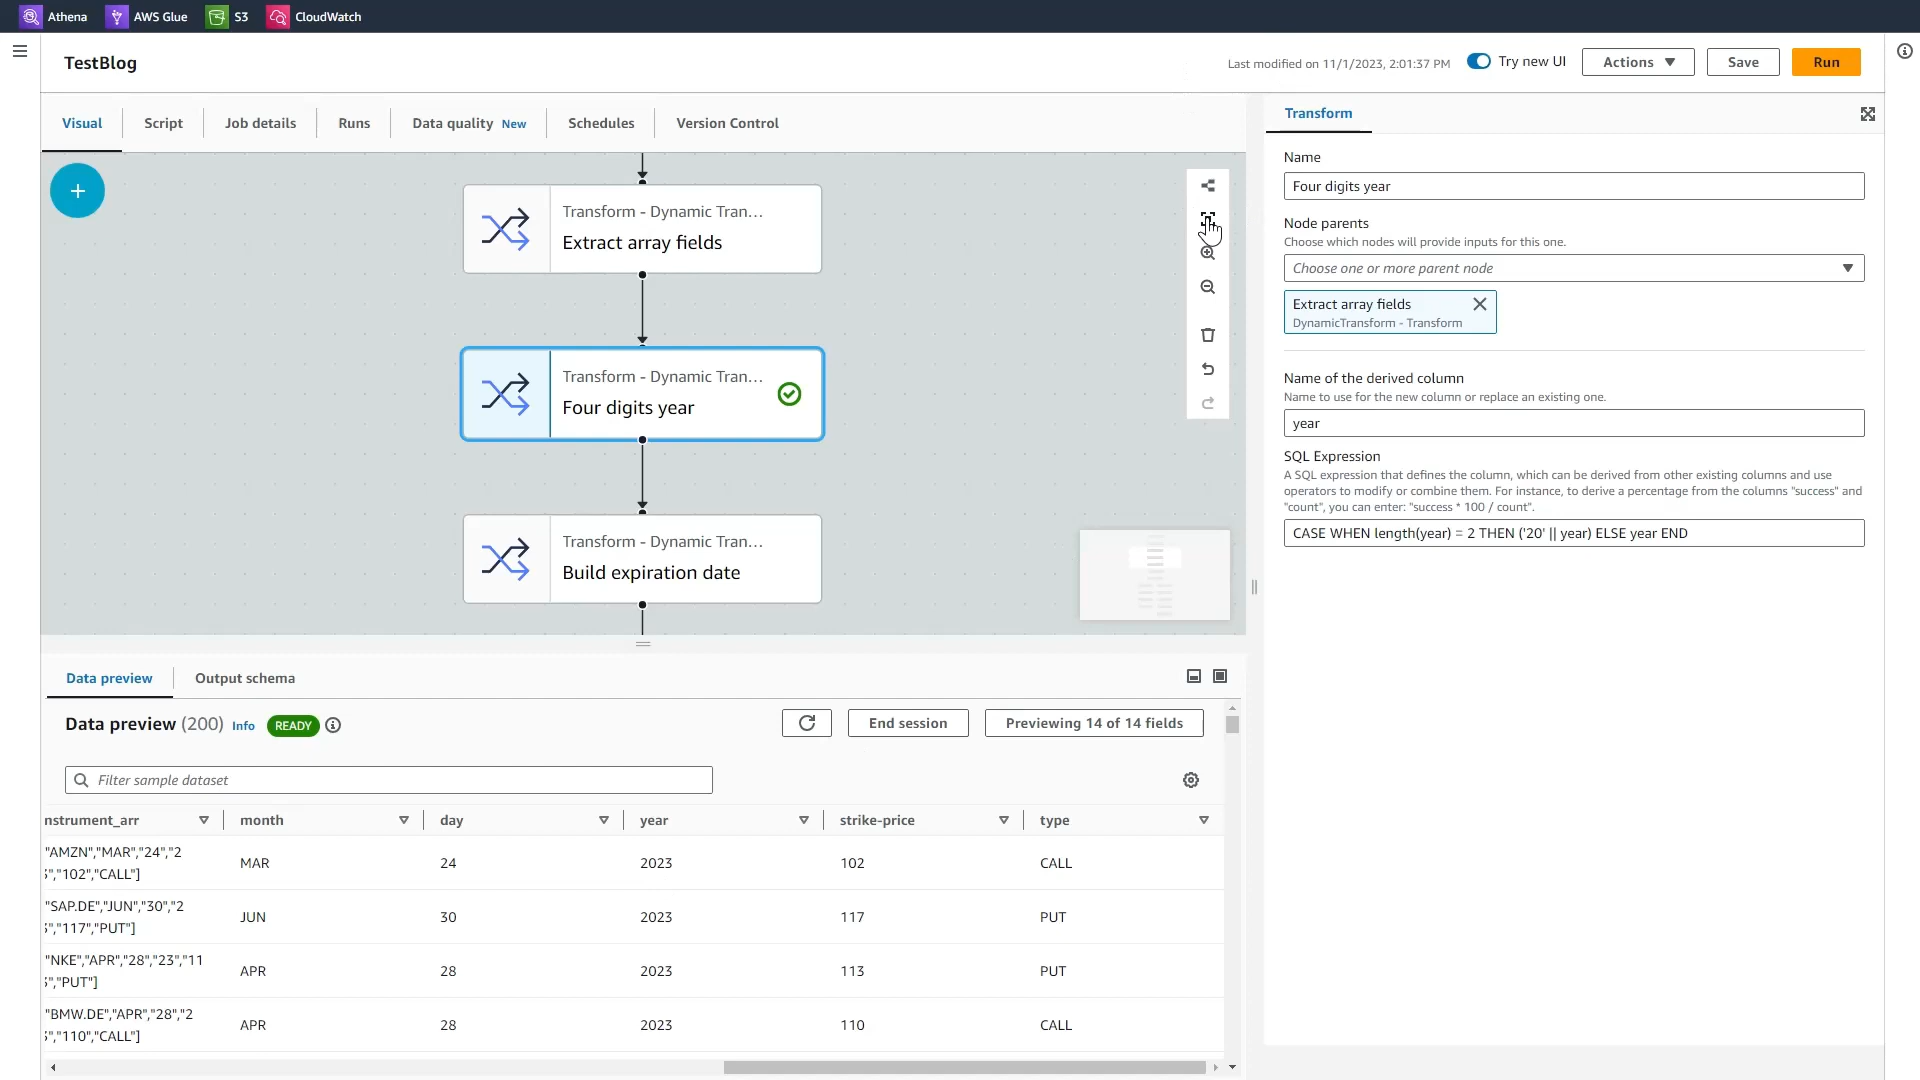 Athena
AWS Glue
S3
CloudWatch
TestBlog
Last modified on 11/1/2023, 2:01:37 PM
Try new UI
Actions
Save
Run
Visual
Script
Job details
Runs
Data quality New
Schedules
Version Control
Transform - Dynamic Tran...
Extract array fields
Transform - Dynamic Tran...
Four digits year
Transform - Dynamic Tran...
Build expiration date
Transform
Name
Four digits year
Node parents
Choose which nodes will provide inputs for this one.
Choose one or more parent node
Extract array fields
DynamicTransform - Transform
Name of the derived column
Name to use for the new column or replace an existing one.
year
SQL Expression
A SQL expression that defines the column, which can be derived from other existing columns and use
operators to modify or combine them. For instance, to derive a percentage from the columns "success" and
"count", you can enter: "success * 100 / count".
CASE WHEN length(year) = 2 THEN ('20' || year) ELSE year END
Data preview
Output schema
Data preview (200) Info READY
End session
Previewing 14 of 14 fields
Filter sample dataset
nstrument_arr month day year strike-price type
"AMZN","MAR","24","2
","102","CALL"] MAR 24 2023 102 CALL
"SAP.DE","JUN","30","2
","117","PUT"] JUN 30 2023 117 PUT
"NKE","APR","28","23","11
","PUT"] APR 28 2023 113 PUT
"BMW.DE","APR","28","2
","110","CALL"] APR 28 2023 110 CALL